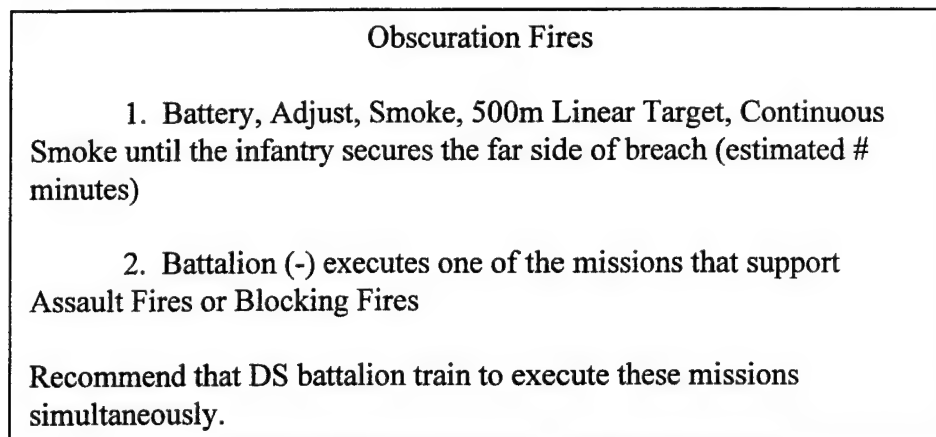 Obscuration Fires
1. Battery, Adjust, Smoke, 500m Linear Target, Continuous
Smoke until the infantry secures the far side of breach (estimated #
minutes)
2. Battalion (-) executes one of the missions that support
Assault Fires or Blocking Fires
Recommend that DS battalion train to execute these missions
simultaneously.